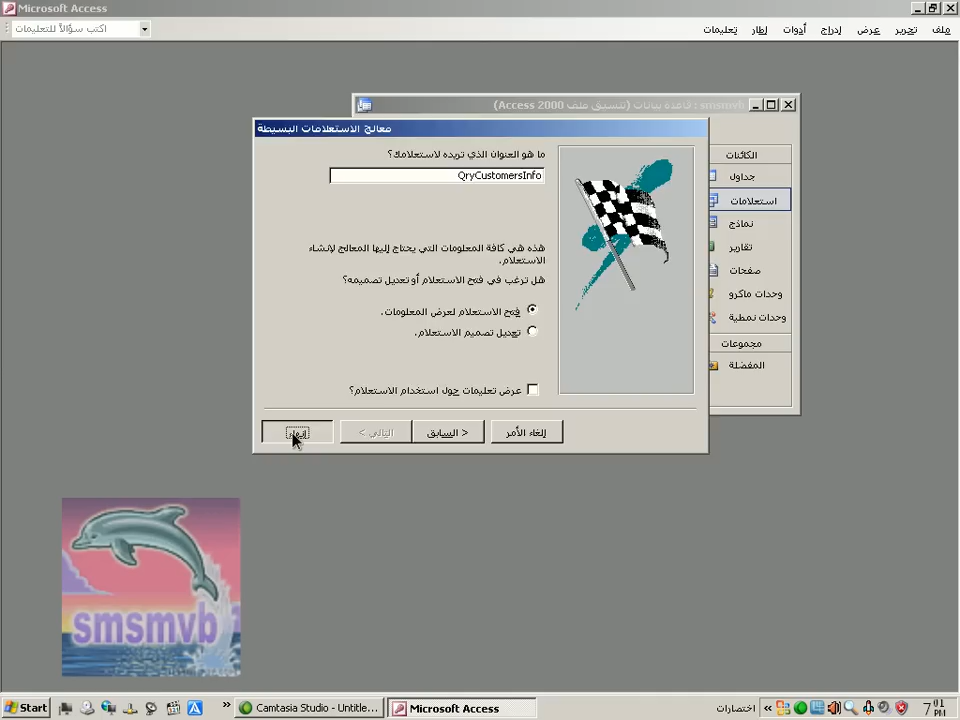 Microsoft Access
ملف
تحرير
عرض
إدراج
أدوات
إطار
تعليمات
اكتب سؤالاً للتعليمات
smsmvb : قاعدة بيانات (تنسيق ملف Access 2000)
معالج الاستعلامات البسيطة
ما هو العنوان الذي تريده لاستعلامك؟
QryCustomersInfo
هذه هي كافة المعلومات التي يحتاج إليها المعالج لإنشاء
الاستعلام.
هل ترغب في فتح الاستعلام أو تعديل تصميمه؟
فتح الاستعلام لعرض المعلومات.
تعديل تصميم الاستعلام.
عرض تعليمات حول استخدام الاستعلام؟
إلغاء الأمر
< السابق
التالي >
إنهاء
الكائنات
جداول
استعلامات
نماذج
تقارير
صفحات
وحدات ماكرو
وحدات نمطية
مجموعات
المفضلة
smsmvb
Start
»
Camtasia Studio - Untitle...
Microsoft Access
اختصارات
«
7 01 PM